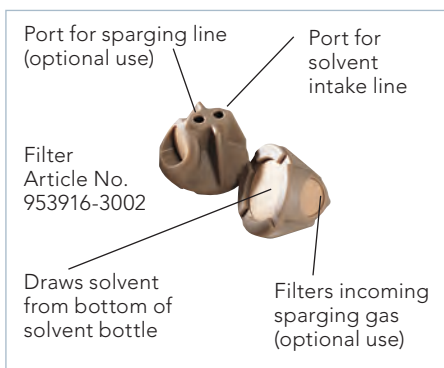 Port for sparging line
(optional use)
Port for
solvent
intake line
Filter
Article No.
953916-3002
Draws solvent
from bottom of
solvent bottle
Filters incoming
sparging gas
(optional use)